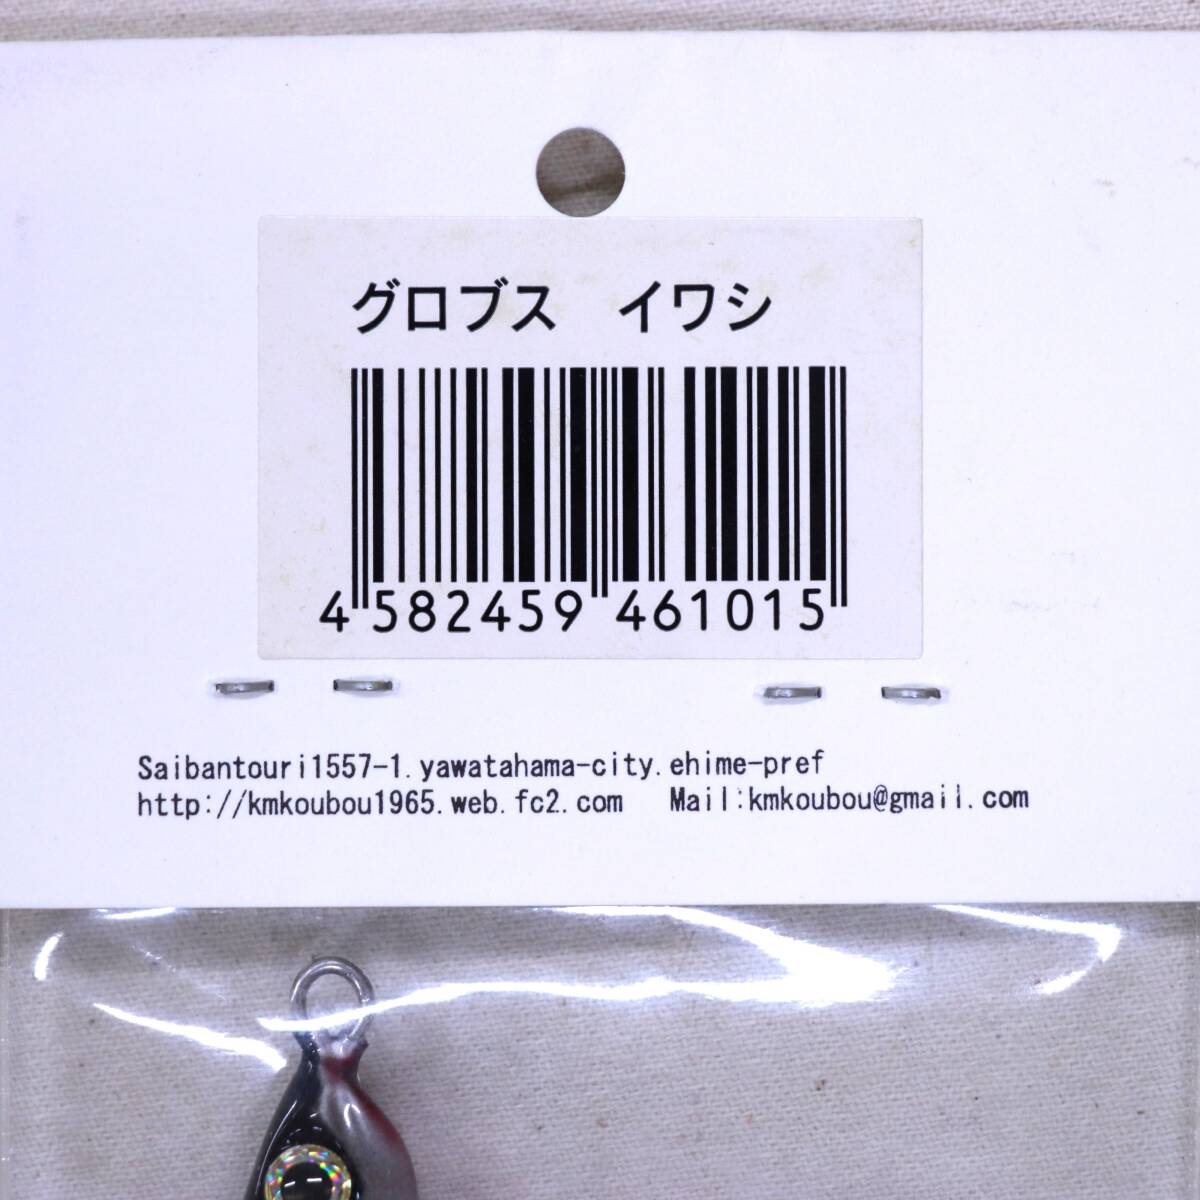 グロブス　イワシ
4 582459 461015
Saibantouri1557-1.yawatahama-city.ehime-pref
http://kmkoubou1965.web.fc2.com　Mail:kmkoubou@gmail.com